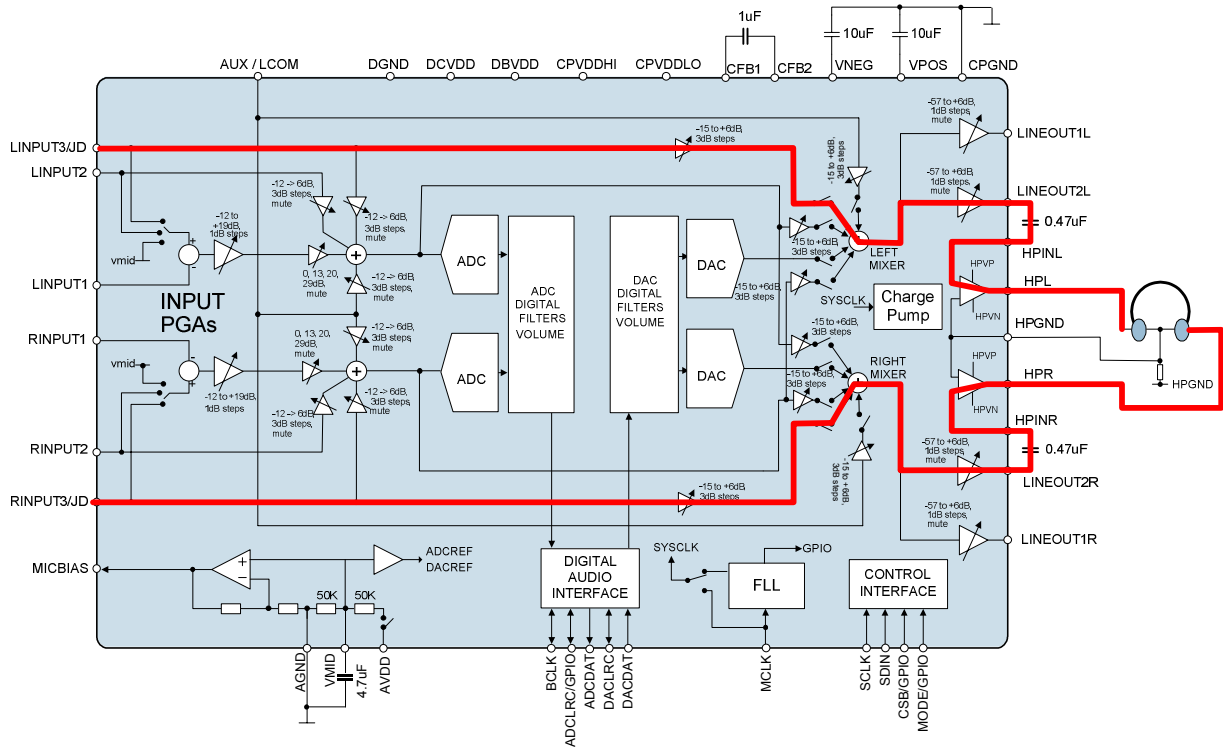 1uF
10uF
10uF
AUX / LCOM
DGND
DCVDD
DBVDD
CPVDDHI
CPVDDLO
CFB1
CFB2
VNEG
VPOS
CPGND
-57 to +6dB,
1dB steps,
mute
LINEOUT1L
LINPUT3/JD
-15 to +6dB,
3dB steps
-15 to +6dB,
3dB steps
LINPUT2
-12 -> 6dB,
3dB steps,
mute
-12 -> 6dB,
3dB steps,
mute
-57 to +6dB,
1dB steps,
mute
LINEOUT2L
0.47uF
-12 to
+19dB,
1dB steps
+
-
vmid
+
ADC
ADC
DIGITAL
FILTERS
VOLUME
DAC
DIGITAL
FILTERS
VOLUME
DAC
-15 to +6dB,
3dB steps
LEFT
MIXER
HPINL
0, 13, 20,
29dB,
mute
-12 -> 6dB,
3dB steps,
mute
-15 to +6dB,
3dB steps
LINPUT1
INPUT
PGAs
SYSCLK
Charge
Pump
HPVP
HPVN
HPL
HPGND
RINPUT1
0, 13, 20,
29dB,
mute
-12 -> 6dB,
3dB steps,
mute
-15 to +6dB,
3dB steps
RIGHT
MIXER
HPVP
HPVN
HPR
HPGND
vmid
-
+
+
ADC
DAC
-15 to +6dB,
3dB steps
+
-12 to +19dB,
1dB steps
-12 -> 6dB,
3dB steps,
mute
-12 -> 6dB,
3dB steps,
mute
HPINR
RINPUT2
-57 to +6dB,
1dB steps,
mute
0.47uF
-15 to +6dB,
3dB steps
LINEOUT2R
RINPUT3/JD
-15 to +6dB,
3dB steps
-57 to +6dB,
1dB steps,
mute
LINEOUT1R
MICBIAS
+
-
ADCREF
DACREF
DIGITAL
AUDIO
INTERFACE
SYSCLK
GPIO
FLL
CONTROL
INTERFACE
50K
50K
AGND
VMID
4.7uF
AVDD
BCLK
ADCLRC/GPIO
ADCDAT
DACLRC
DACDAT
MCLK
SCLK
SDIN
CSB/GPIO
MODE/GPIO